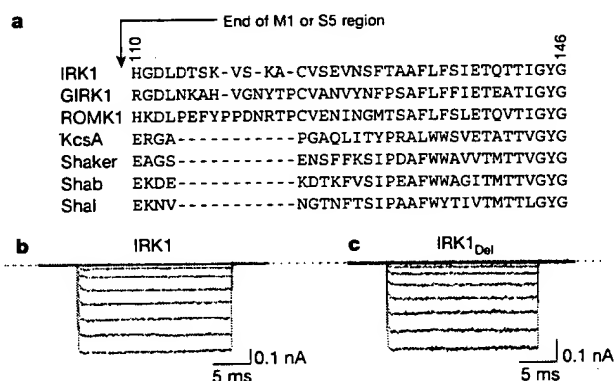 a
End of M1 or S5 region
110
146
IRK1 HGDLDTSK-VS-KA-CVSEVNSFTAAFLFSIETQTTIGYG
GIRK1 RGDLNKAH-VGNYTPCVANVYNFPSAFLFFIETEATIGYG
ROMK1 HKDLPEFYPPDNRTPCVENINGMTSAFLFSLETQVTIGYG
KcsA ERGA-----------PGAQLITYPRALWWSVETATTVGYG
Shaker EAGS-----------ENSFFKSIPDAFWWAVVTMTTVGYG
Shab EKDE-----------KDTKFVSIPEAFWWAGITMTTVGYG
Shal EKNV-----------NGTNFTSIPAAFWYTIVTMTTLGYG
b IRK1
0.1 nA
5 ms
c IRK1Del
0.1 nA
5 ms